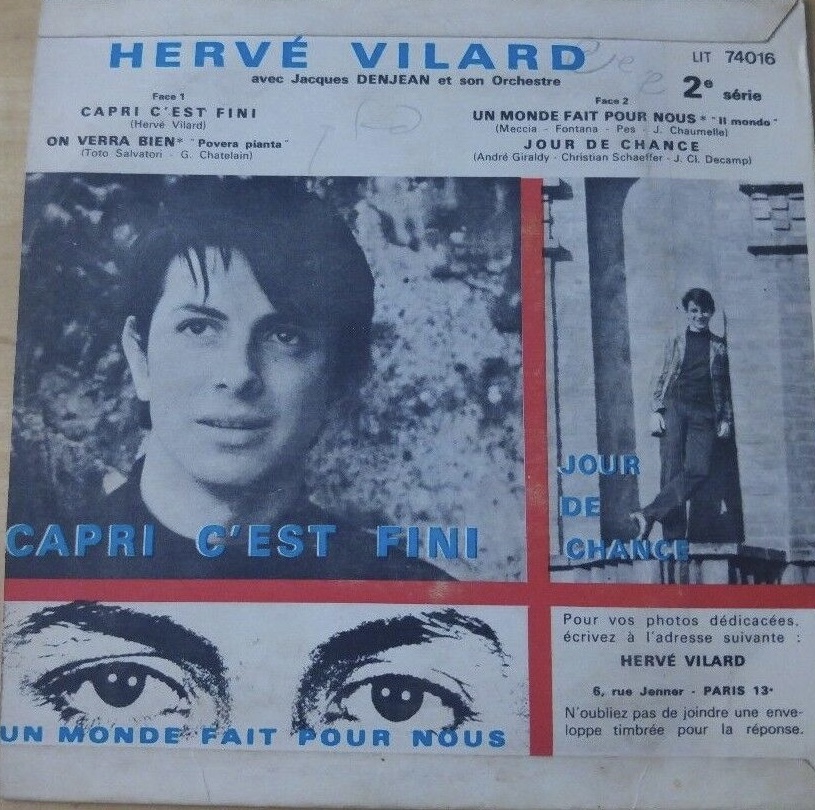 HERVÉ VILARD
LIT 74016
avec Jacques DENJEAN et son Orchestre
2e série
Face 1
CAPRI C'EST FINI
(Hervé Vilard)
ON VERRA BIEN* "Povera pianta"
(Toto Salvatori - G. Chatelain)
Face 2
UN MONDE FAIT POUR NOUS * "Il mondo"
(Meccia - Fontana - Pes - J. Chaumelle)
JOUR DE CHANCE
(André Giraldy - Christian Schaeffer - J. Cl. Decamp)
CAPRI C'EST FINI
JOUR
DE
CHANCE
UN MONDE FAIT POUR NOUS
Pour vos photos dédicacées,
écrivez à l'adresse suivante :
HERVÉ VILARD
6, rue Jenner - PARIS 13e
N'oubliez pas de joindre une enve-
loppe timbrée pour la réponse.